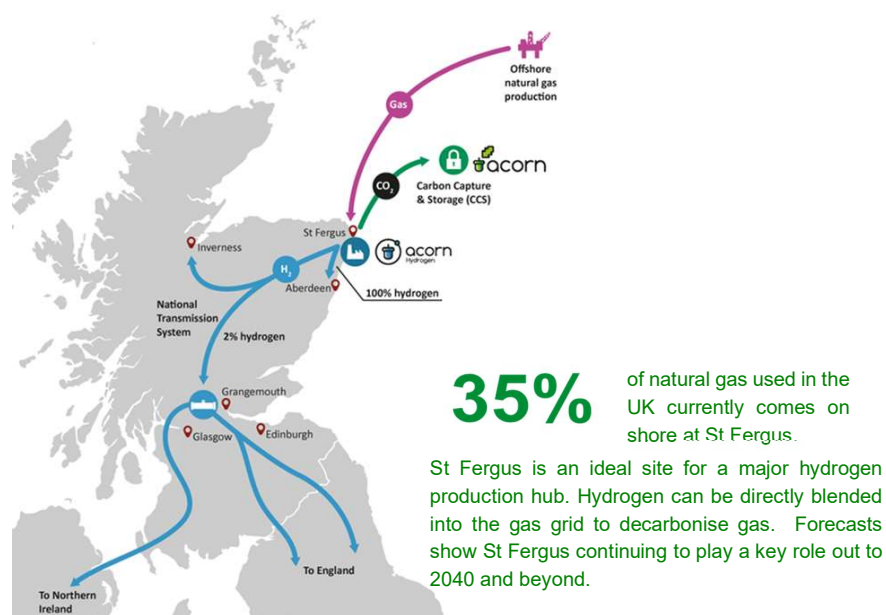 Offshore
natural gas
production
Gas
acorn
CO2
Carbon Capture
& Storage (CCS)
St Fergus
acorn
Hydrogen
Inverness
H2
Aberdeen
100% hydrogen
National
Transmission
System
2% hydrogen
Grangemouth
Glasgow
Edinburgh
To England
To Northern
Ireland
35%
of natural gas used in the
UK currently comes on
shore at St Fergus.
St Fergus is an ideal site for a major hydrogen
production hub. Hydrogen can be directly blended
into the gas grid to decarbonise gas. Forecasts
show St Fergus continuing to play a key role out to
2040 and beyond.